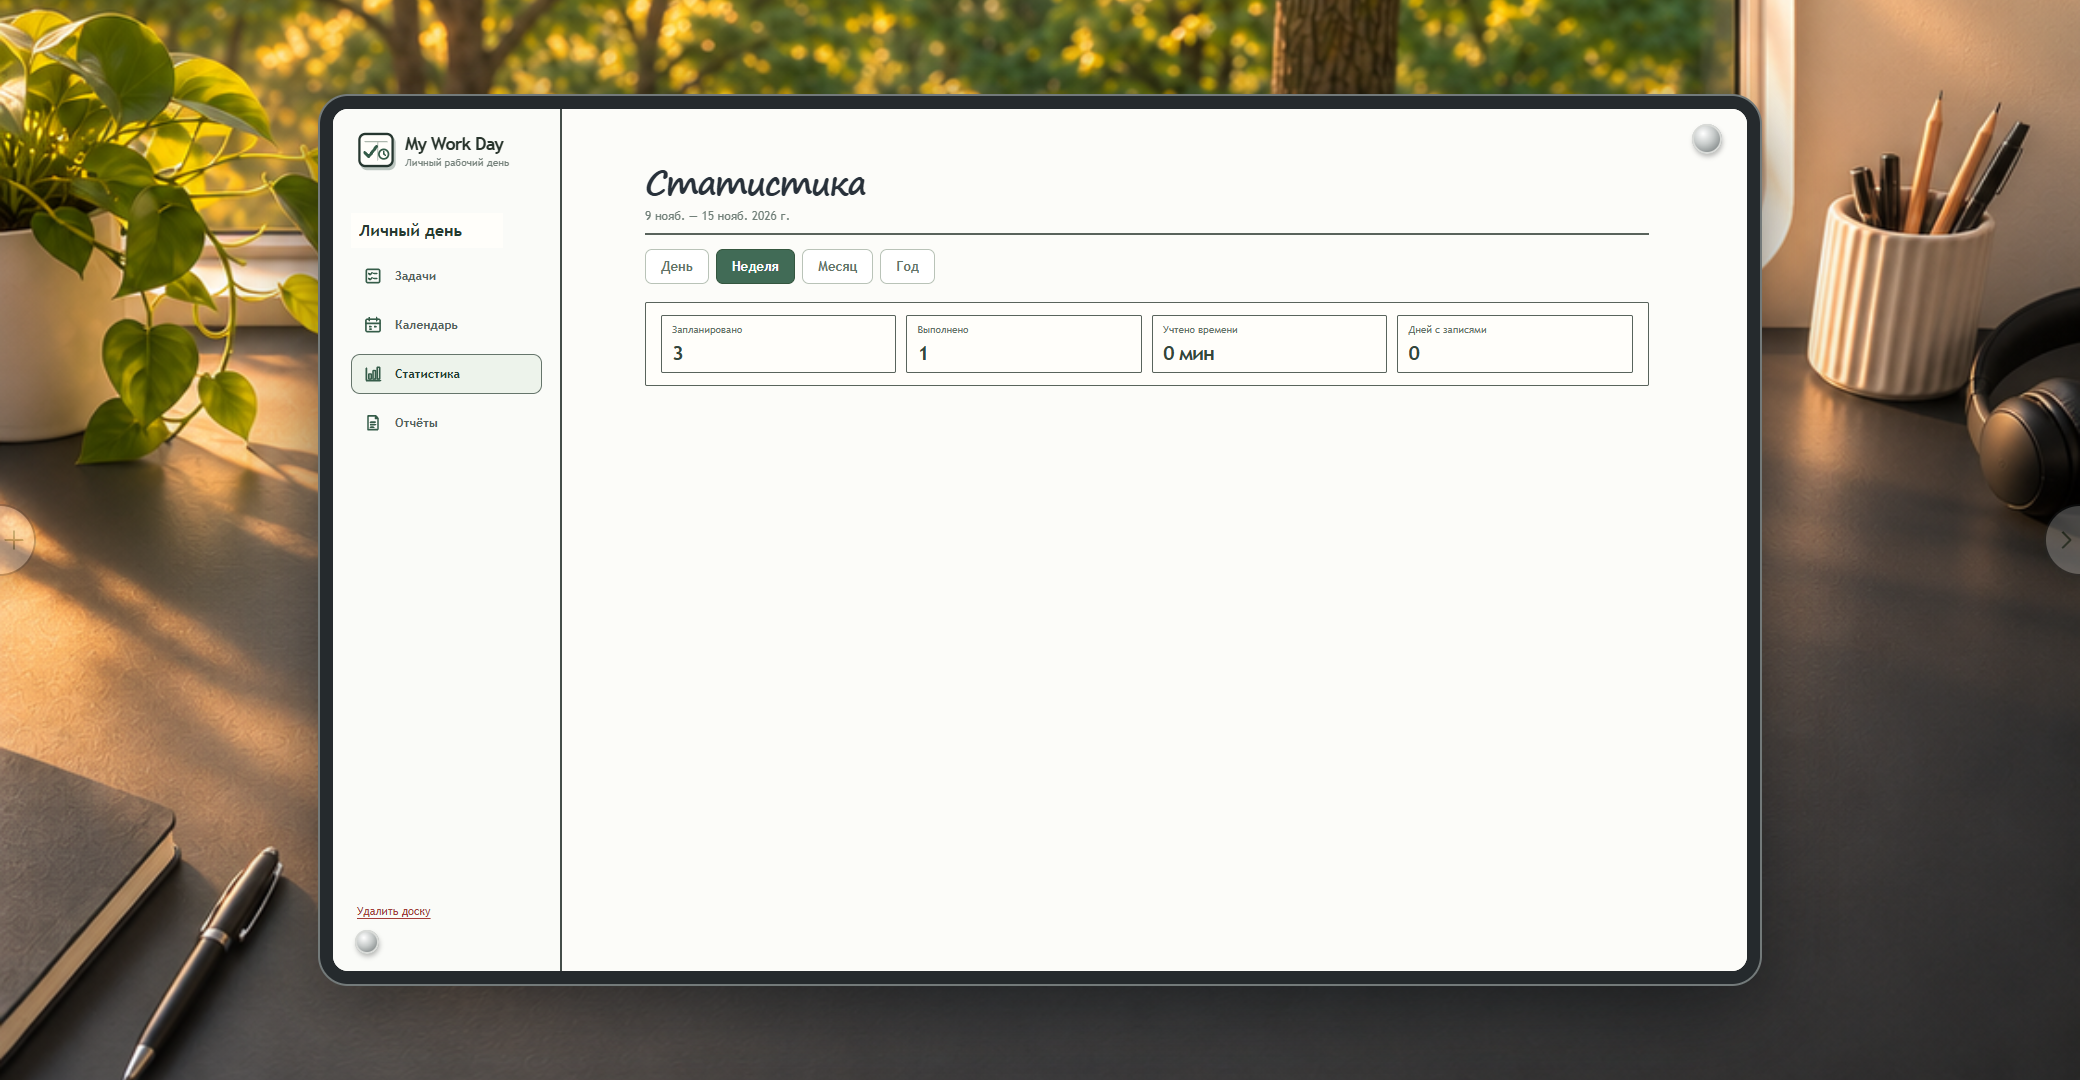 My Work Day
Личный рабочий день
Личный день
Задачи
Календарь
Статистика
Отчёты
Удалить доску
Статистика
9 нояб. — 15 нояб. 2026 г.
День
Неделя
Месяц
Год
Запланировано
3
Выполнено
1
Учтено времени
0 мин
Дней с записями
0